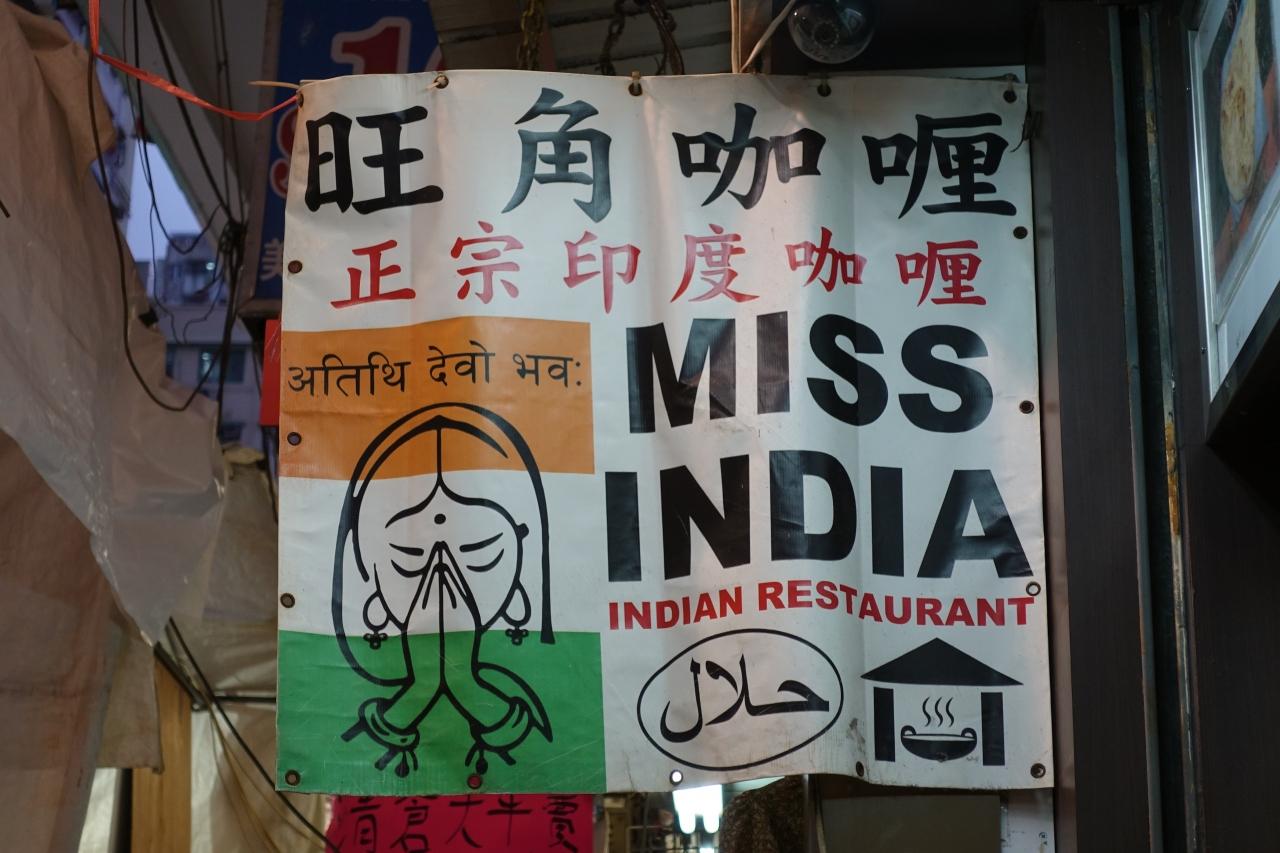 旺角咖喱
正宗印度咖喱
अतिथि देवो भवः
MISS
INDIA
INDIAN RESTAURANT
حلال